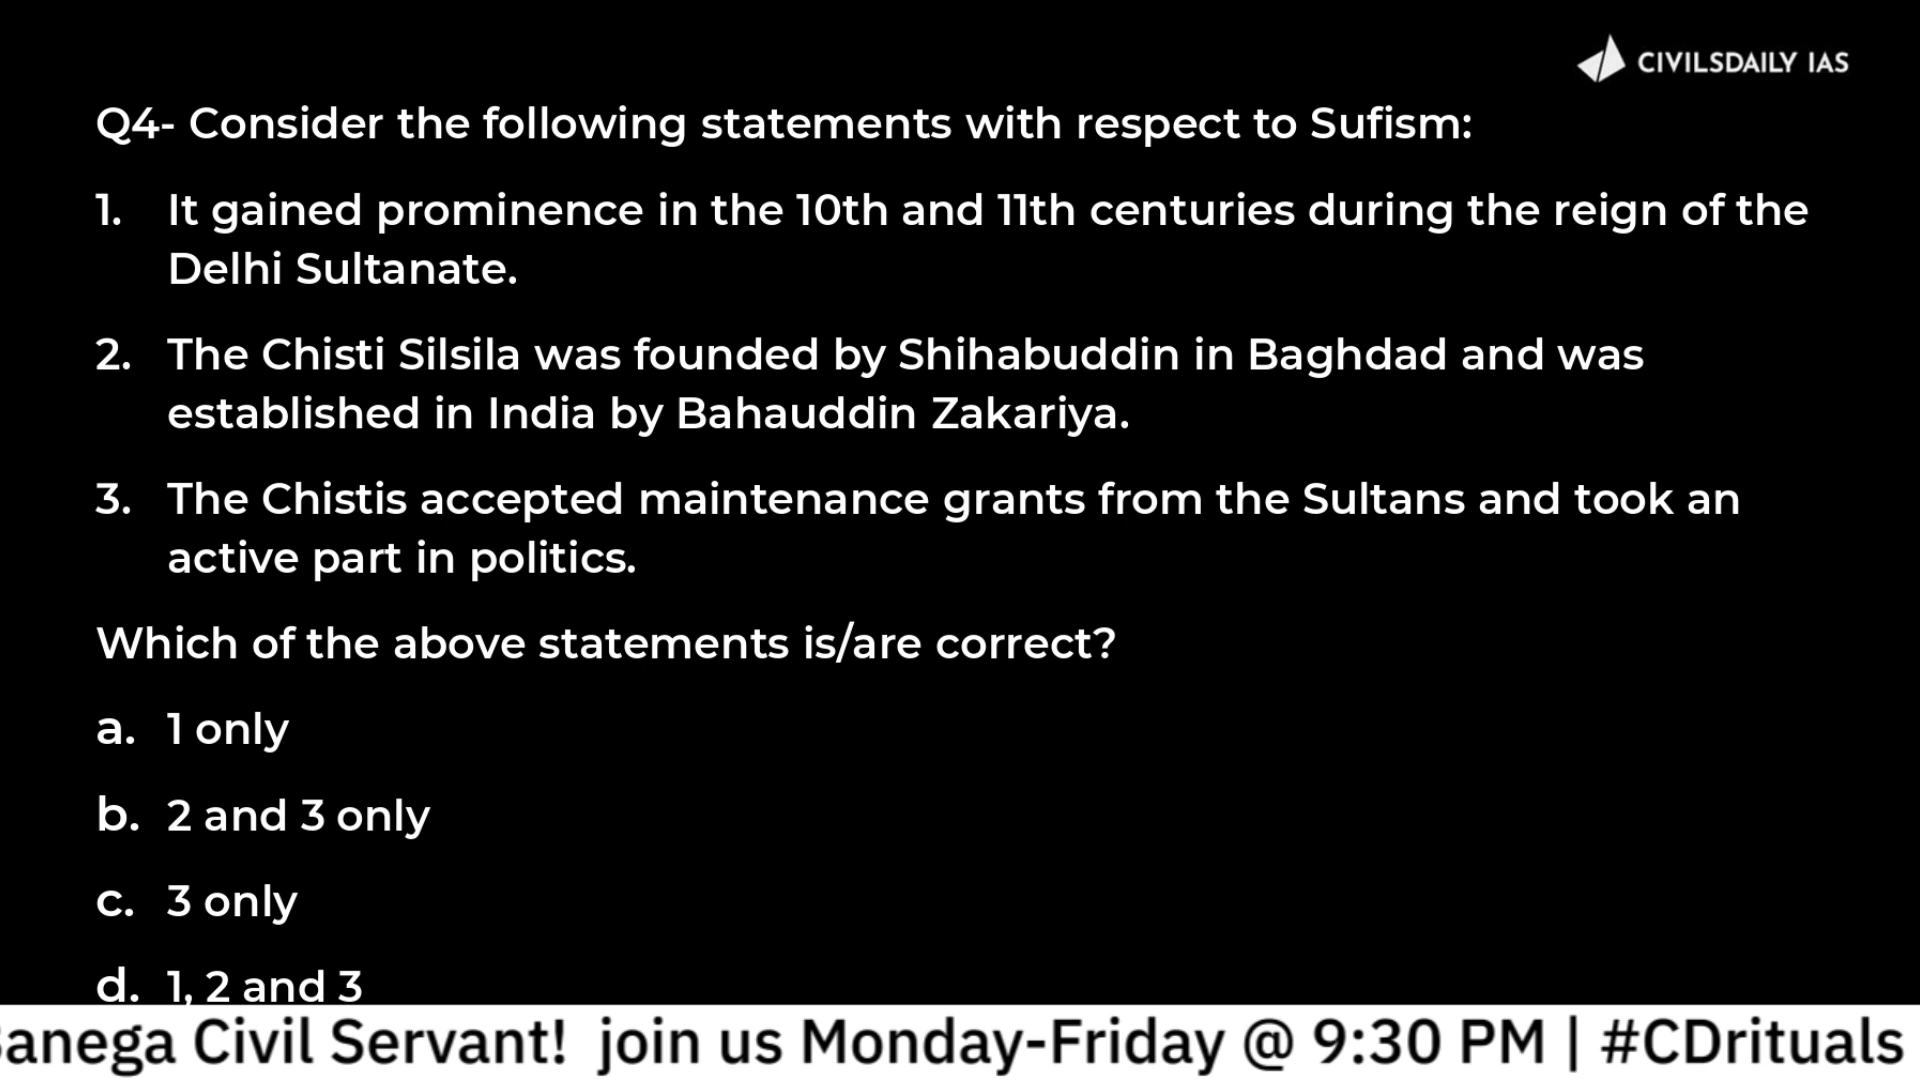 CIVILSDAILY IAS
Q4- Consider the following statements with respect to Sufism:
1. It gained prominence in the 10th and 11th centuries during the reign of the
Delhi Sultanate.
2. The Chisti Silsila was founded by Shihabuddin in Baghdad and was
established in India by Bahauddin Zakariya.
3. The Chistis accepted maintenance grants from the Sultans and took an
active part in politics.
Which of the above statements is/are correct?
a. 1 only
b. 2 and 3 only
c. 3 only
d. 1, 2 and 3
anega Civil Servant! join us Monday-Friday @ 9:30 PM | #CDrituals